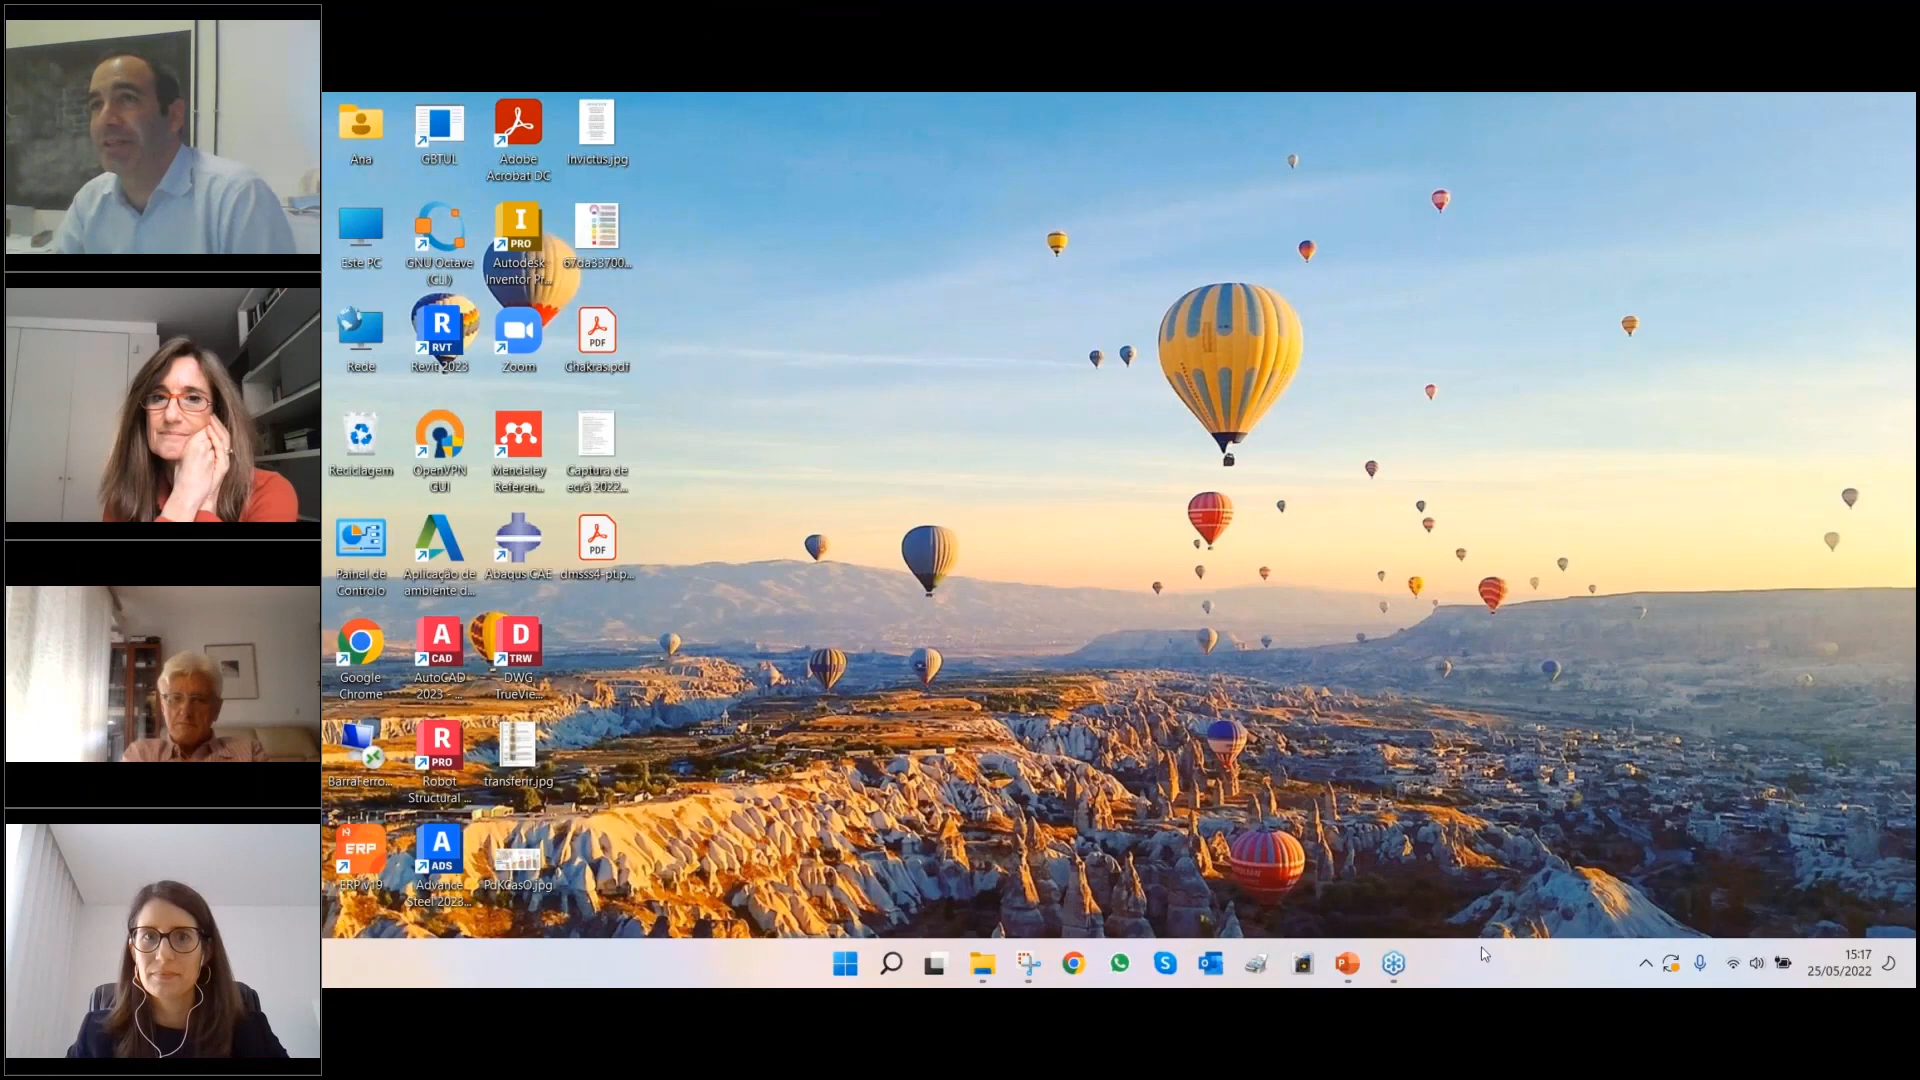 Ana
GBTUL
Adobe
Acrobat DC
Invictus.jpg
Este PC
GNU Octave
(CLI)
I
PRO
Autodesk
Inventor Pr...
67da33700...
Rede
R
RVT
Revit 2023
Zoom
PDF
Chakras.pdf
Reciclagem
OpenVPN
GUI
Mendeley
Referen...
Captura de
ecrã 2022...
Painel de
Controlo
Aplicação de
ambiente d...
Abaqus CAE
PDF
dmsss4-pt.p...
Google
Chrome
A
CAD
AutoCAD
2023 - ...
D
TRW
DWG
TrueVie...
BarraFerro...
R
PRO
Robot
Structural ...
transferir.jpg
ERP
ERP v19
A
ADS
Advance
Steel 2023...
PdKCasO.jpg
15:17
25/05/2022